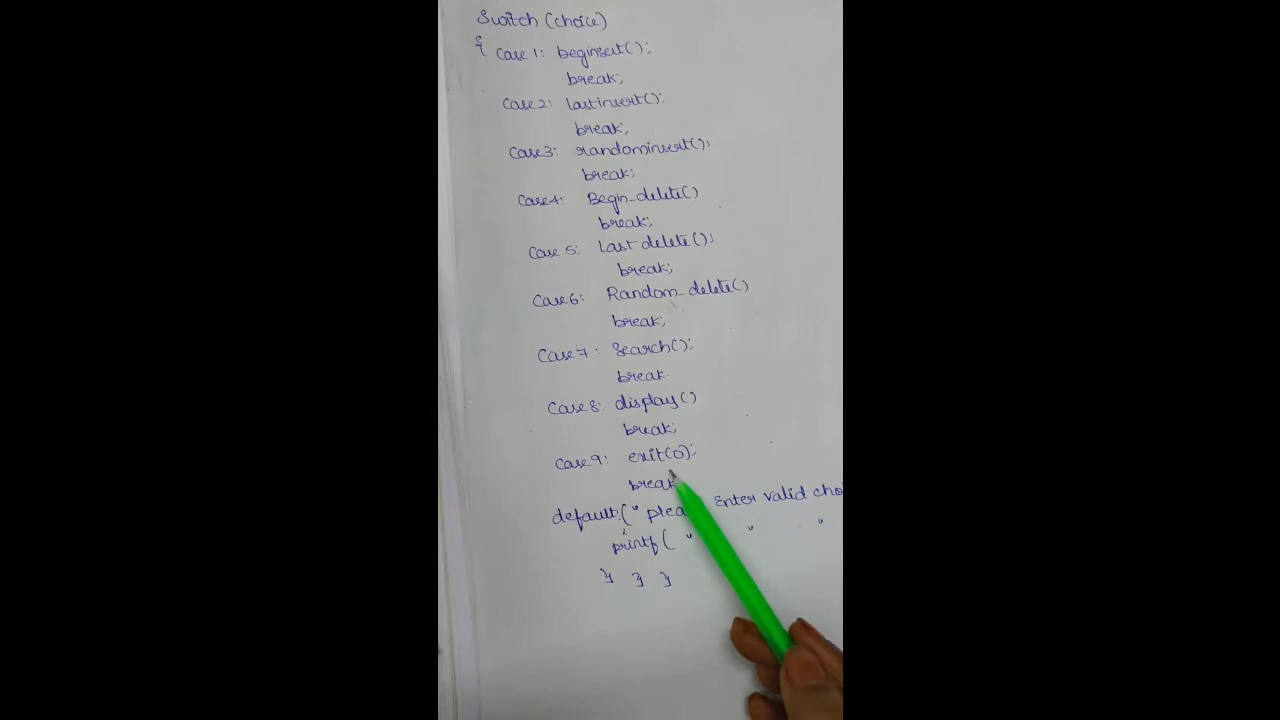 Switch (choice)
{ Case 1: beginsert();
break;
Case 2: lastinsert():
break;
Case 3: randominsert();
break;
Case 4: Begin_delete()
break;
Case 5: Last delete();
break;
Case 6: Random_delete()
break;
Case 7: Search();
break
Case 8: display()
break;
Case 9: exit(0);
break
default:(" Enter valid
printf( " " "
} } }